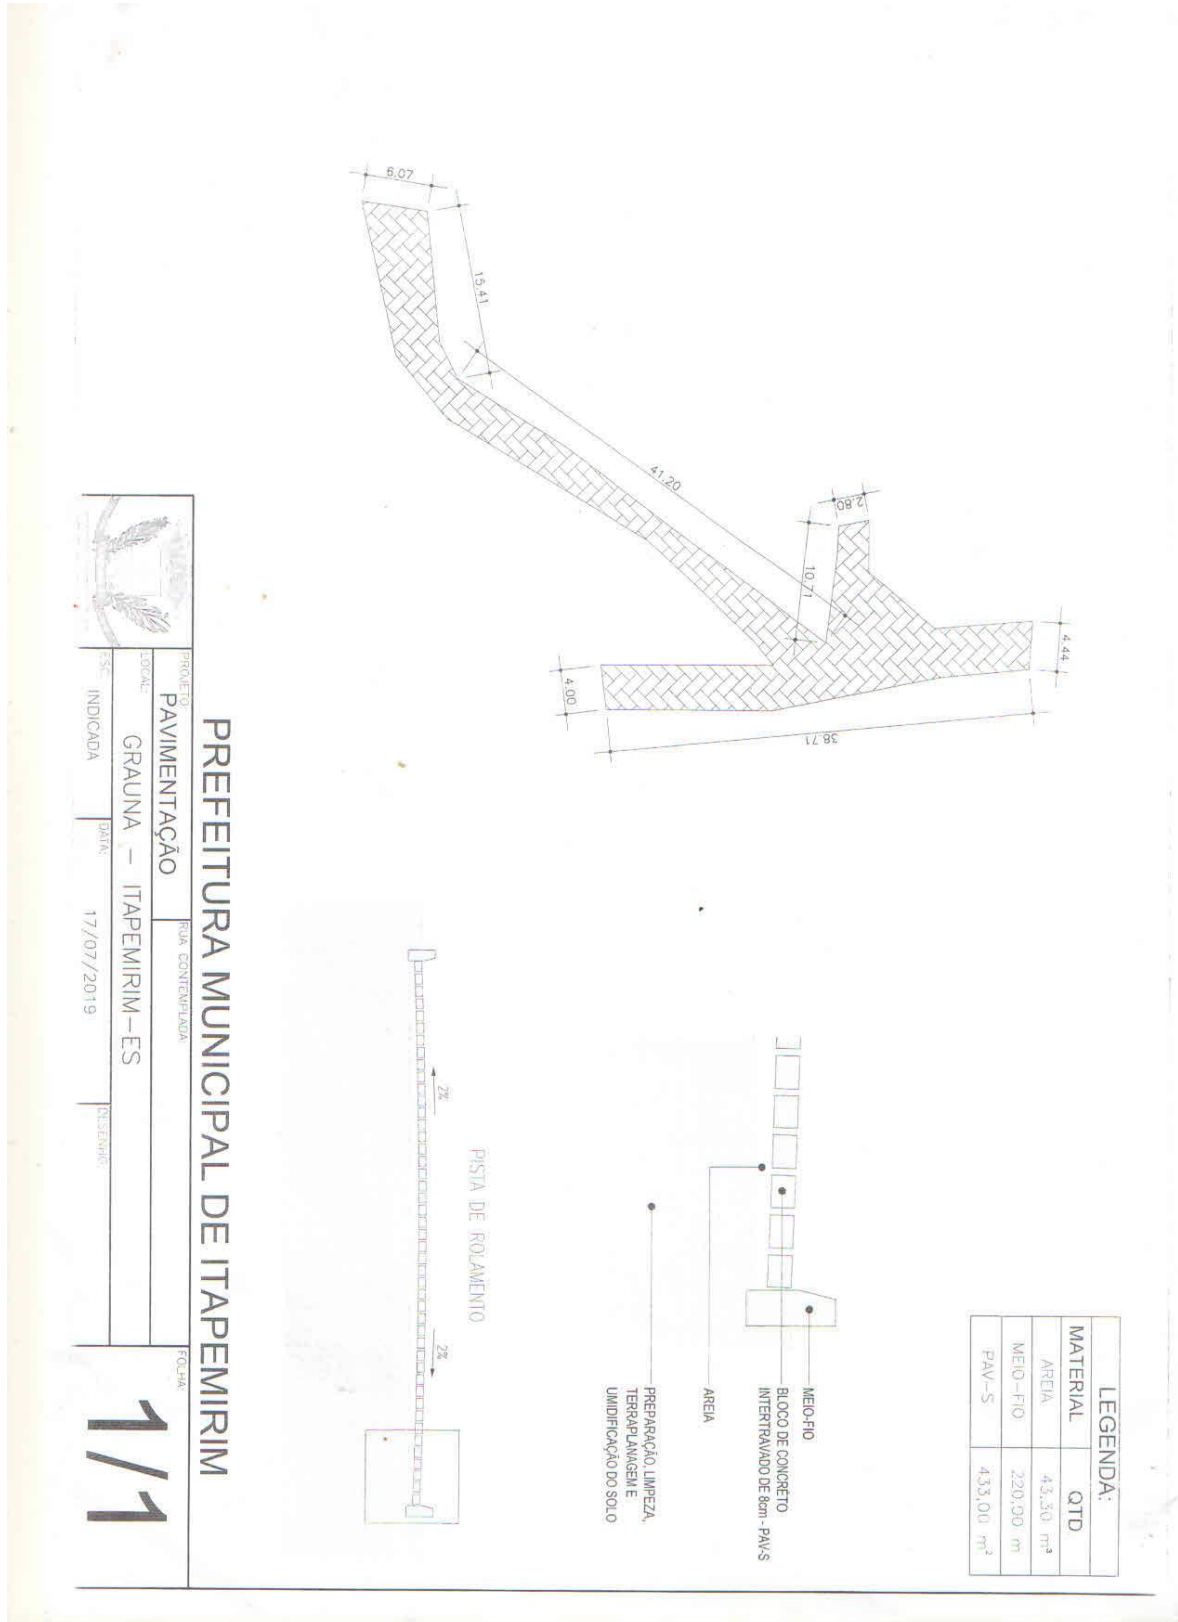 6.07
15.41
41.20
2.80
10.71
4.44
4.00
38.71
LEGENDA:
MATERIAL QTD
AREIA 43,30 m³
MEIO-FIO 220,00 m
PAV-S 433,00 m²
MEIO-FIO
BLOCO DE CONCRETO
INTERTRAVADO DE 8cm - PAV-S
AREIA
PREPARAÇÃO, LIMPEZA,
TERRAPLANAGEM E
UMIDIFICAÇÃO DO SOLO
PISTA DE ROLAMENTO
2%
2%
PREFEITURA MUNICIPAL DE ITAPEMIRIM
PROJETO:
PAVIMENTAÇÃO
RUA CONTEMPLADA:
FOLHA:
1/1
LOCAL:
GRAUNA - ITAPEMIRIM-ES
ESC:
INDICADA
DATA:
17/07/2019
DESENHO: